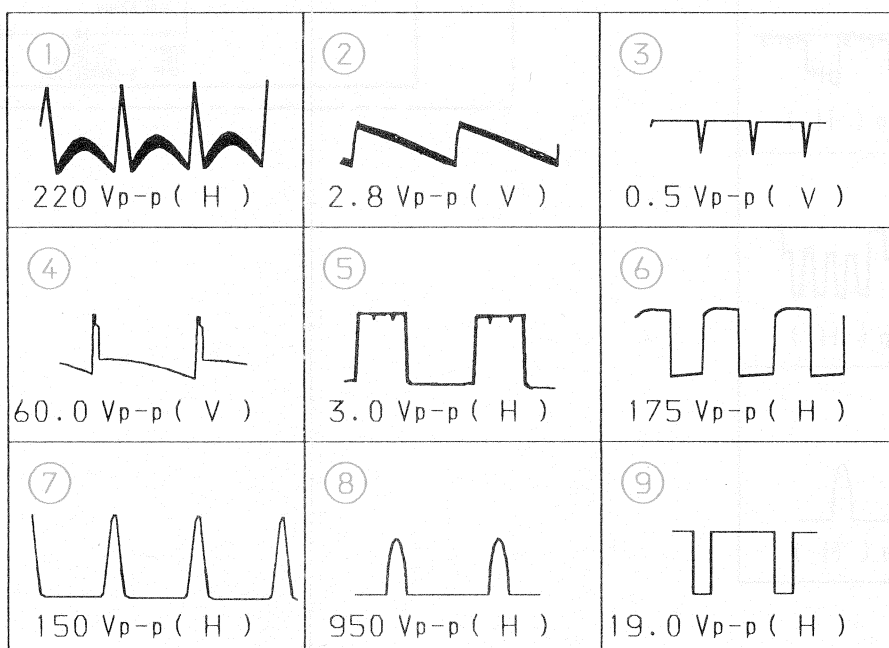 ① ② ③
220 Vp-p ( H ) 2.8 Vp-p ( V ) 0.5 Vp-p ( V )
④ ⑤ ⑥
60.0 Vp-p ( V ) 3.0 Vp-p ( H ) 175 Vp-p ( H )
⑦ ⑧ ⑨
150 Vp-p ( H ) 950 Vp-p ( H ) 19.0 Vp-p ( H )